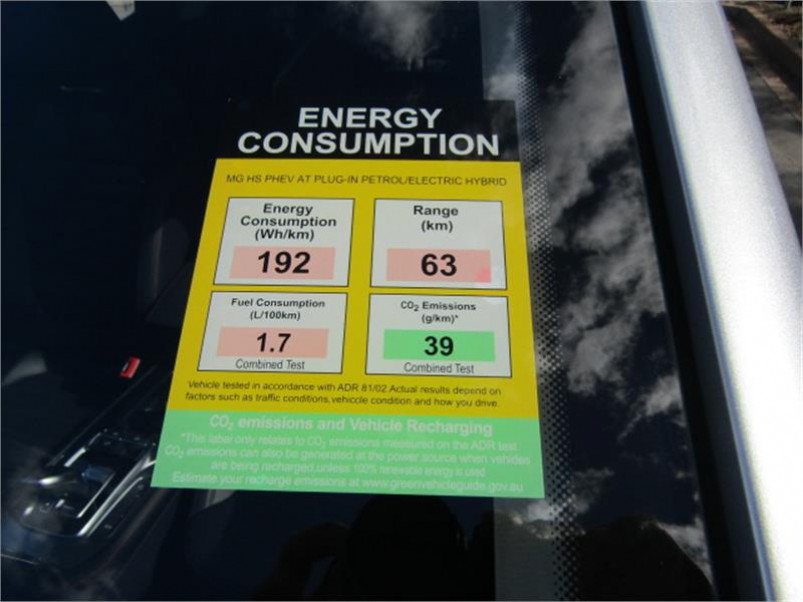 ENERGY
CONSUMPTION
MG HS PHEV AT PLUG-IN PETROL/ELECTRIC HYBRID
Energy
Consumption
(Wh/km)
192
Range
(km)
63
Fuel Consumption
(L/100km)
1.7
Combined Test
CO₂ Emissions
(g/km)*
39
Combined Test
Vehicle tested in accordance with ADR 81/02. Actual results depend on
factors such as traffic conditions, vehiccle condition and how you drive.
CO₂ emissions and Vehicle Recharging
*This label only relates to CO₂ emissions measured on the ADR test
CO₂ emissions can also be generated at the power source when vehicles
are being recharged, unless 100% renewable energy is used
Estimate your recharge emissions at www.greenvehicleguide.gov.au